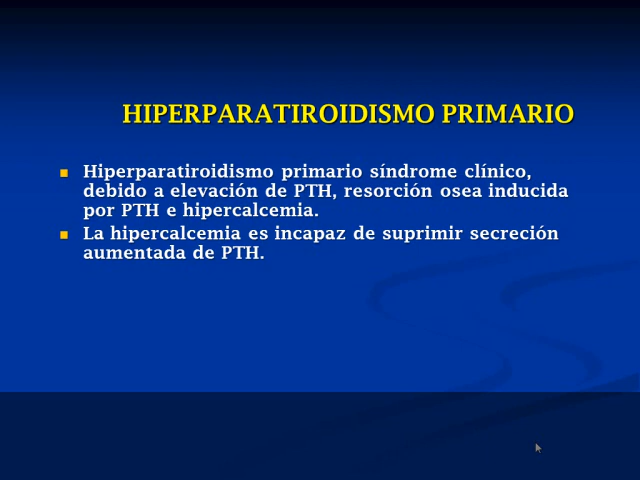 HIPERPARATIROIDISMO PRIMARIO
Hiperparatiroidismo primario síndrome clínico,
debido a elevación de PTH, resorción osea inducida
por PTH e hipercalcemia.
La hipercalcemia es incapaz de suprimir secreción
aumentada de PTH.